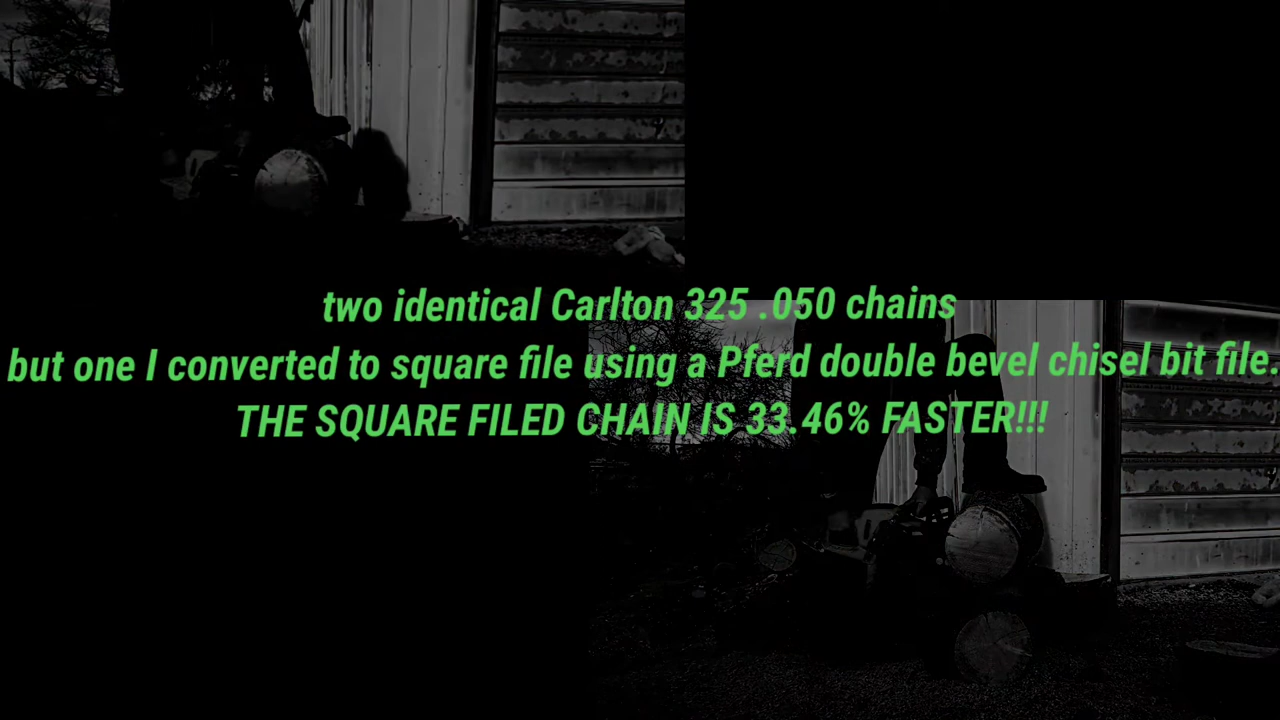 two identical Carlton 325 .050 chains
but one I converted to square file using a Pferd double bevel chisel bit file.
THE SQUARE FILED CHAIN IS 33.46% FASTER!!!